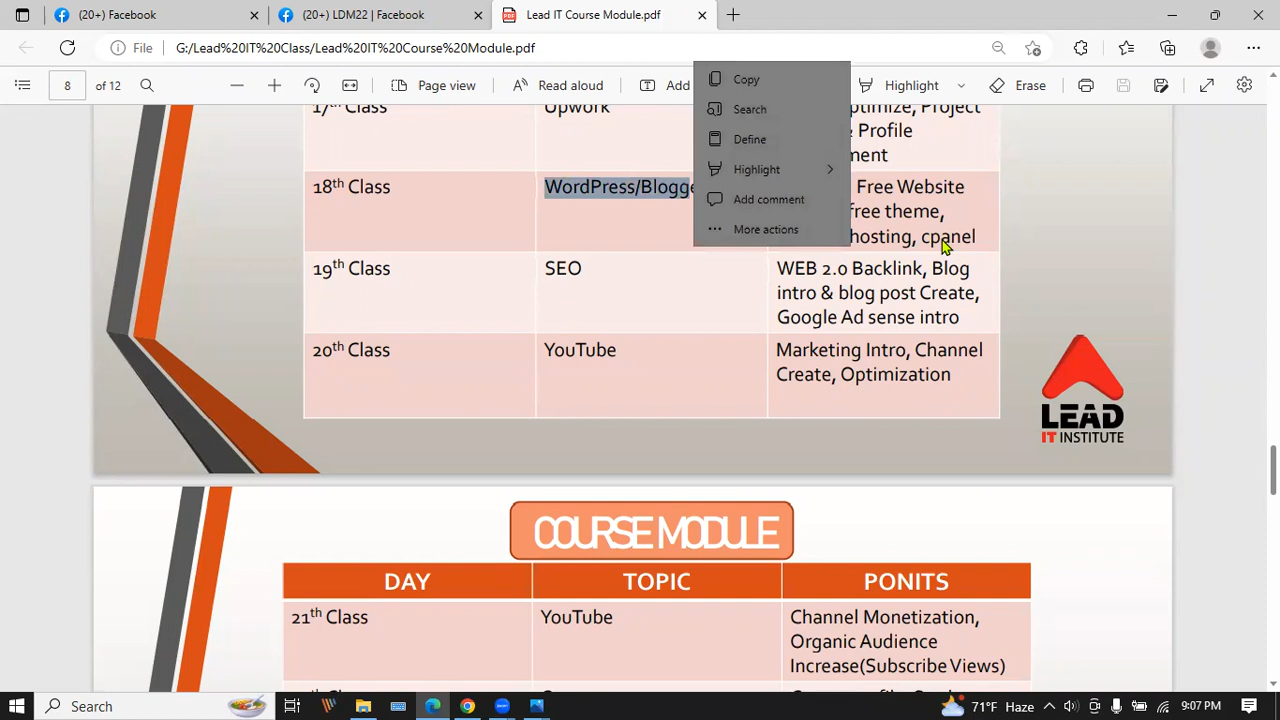 (20+) Facebook
(20+) LDM22 | Facebook
Lead IT Course Module.pdf
File
G:/Lead%20IT%20Class/Lead%20IT%20Course%20Module.pdf
8 of 12
Page view
Read aloud
Add
Highlight
Erase
Copy
Search
Define
Highlight
Add comment
More actions
17th Class
Upwork
Project
& Profile
18th Class
WordPress/Blogge
Free Website
free theme,
hosting, cpanel
19th Class
SEO
WEB 2.0 Backlink, Blog
intro & blog post Create,
Google Ad sense intro
20th Class
YouTube
Marketing Intro, Channel
Create, Optimization
LEAD
IT INSTITUTE
COURSE MODULE
DAY
TOPIC
PONITS
21th Class
YouTube
Channel Monetization,
Organic Audience
Increase(Subscribe Views)
Search
71°F Haze
9:07 PM